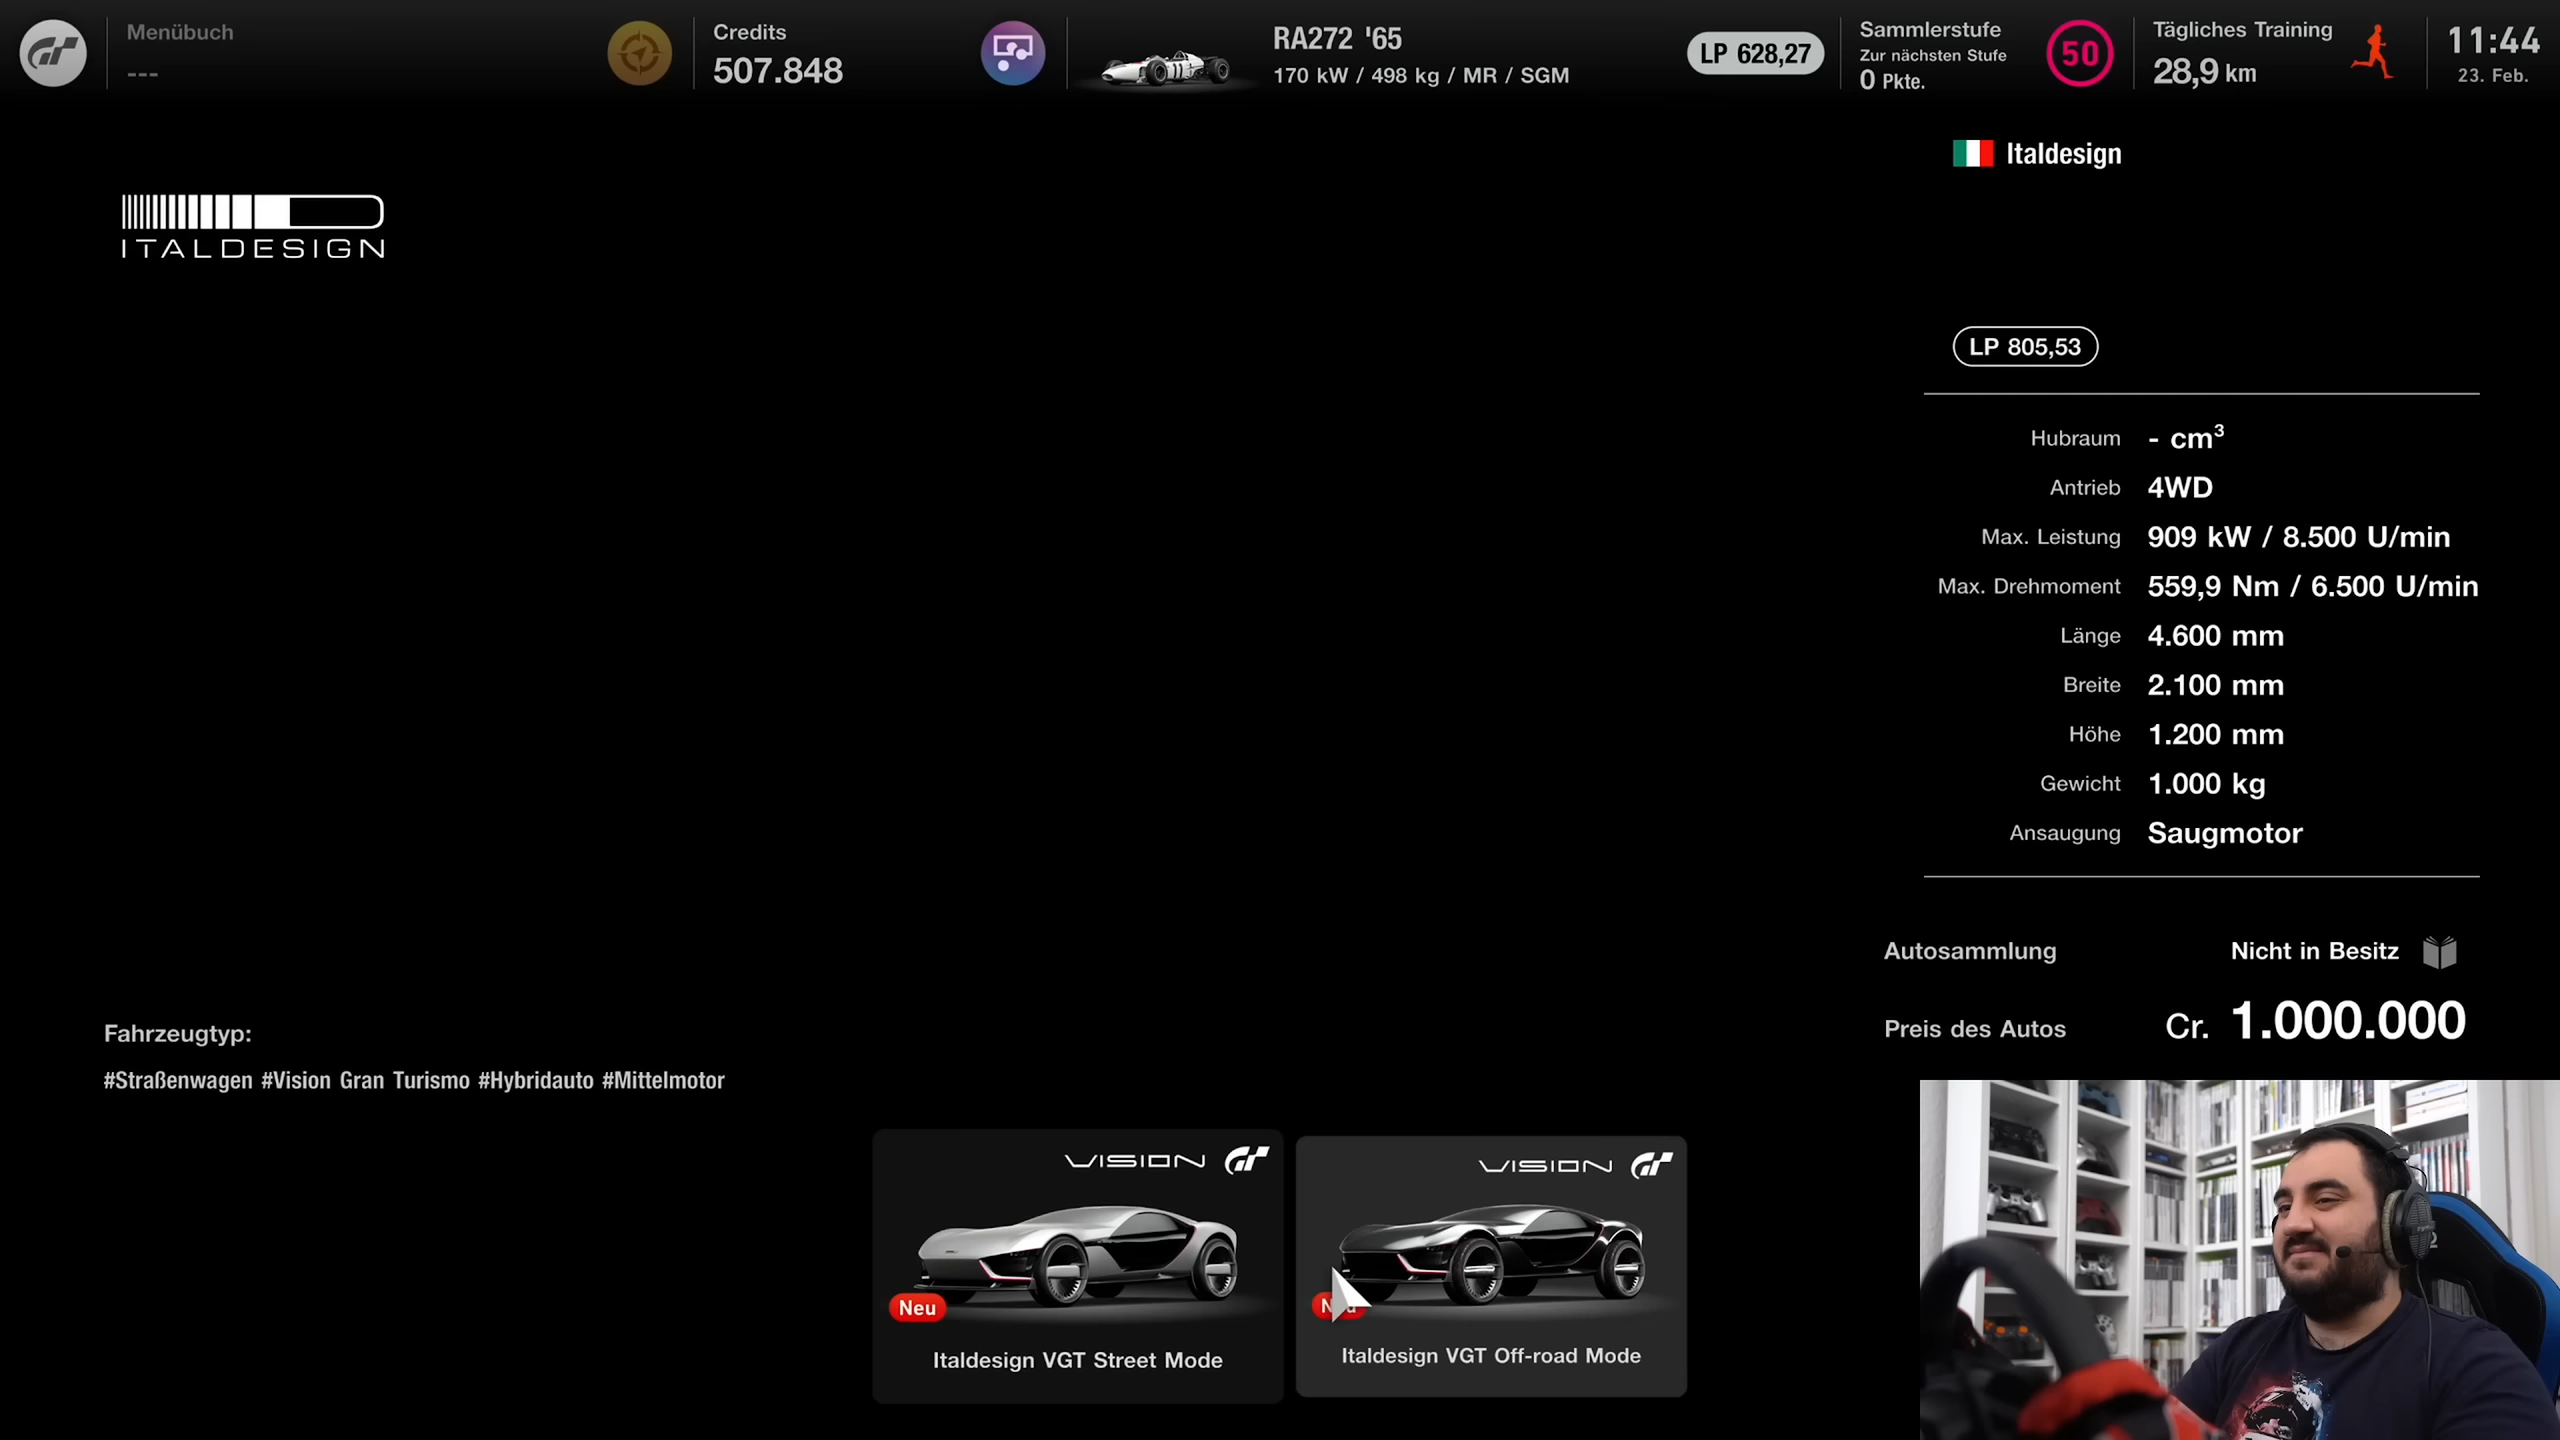 Menübuch
---
Credits
507.848
RA272 '65
170 kW / 498 kg / MR / SGM
LP 628,27
Sammlerstufe
Zur nächsten Stufe
0 Pkte.
50
Tägliches Training
28,9 km
11:44
23. Feb.
ITALDESIGN
Italdesign
LP 805,53
Hubraum - cm³
Antrieb 4WD
Max. Leistung 909 kW / 8.500 U/min
Max. Drehmoment 559,9 Nm / 6.500 U/min
Länge 4.600 mm
Breite 2.100 mm
Höhe 1.200 mm
Gewicht 1.000 kg
Ansaugung Saugmotor
Autosammlung Nicht in Besitz
Preis des Autos Cr. 1.000.000
Fahrzeugtyp:
#Straßenwagen #Vision Gran Turismo #Hybridauto #Mittelmotor
VISION GT
Neu
Italdesign VGT Street Mode
VISION GT
Italdesign VGT Off-road Mode